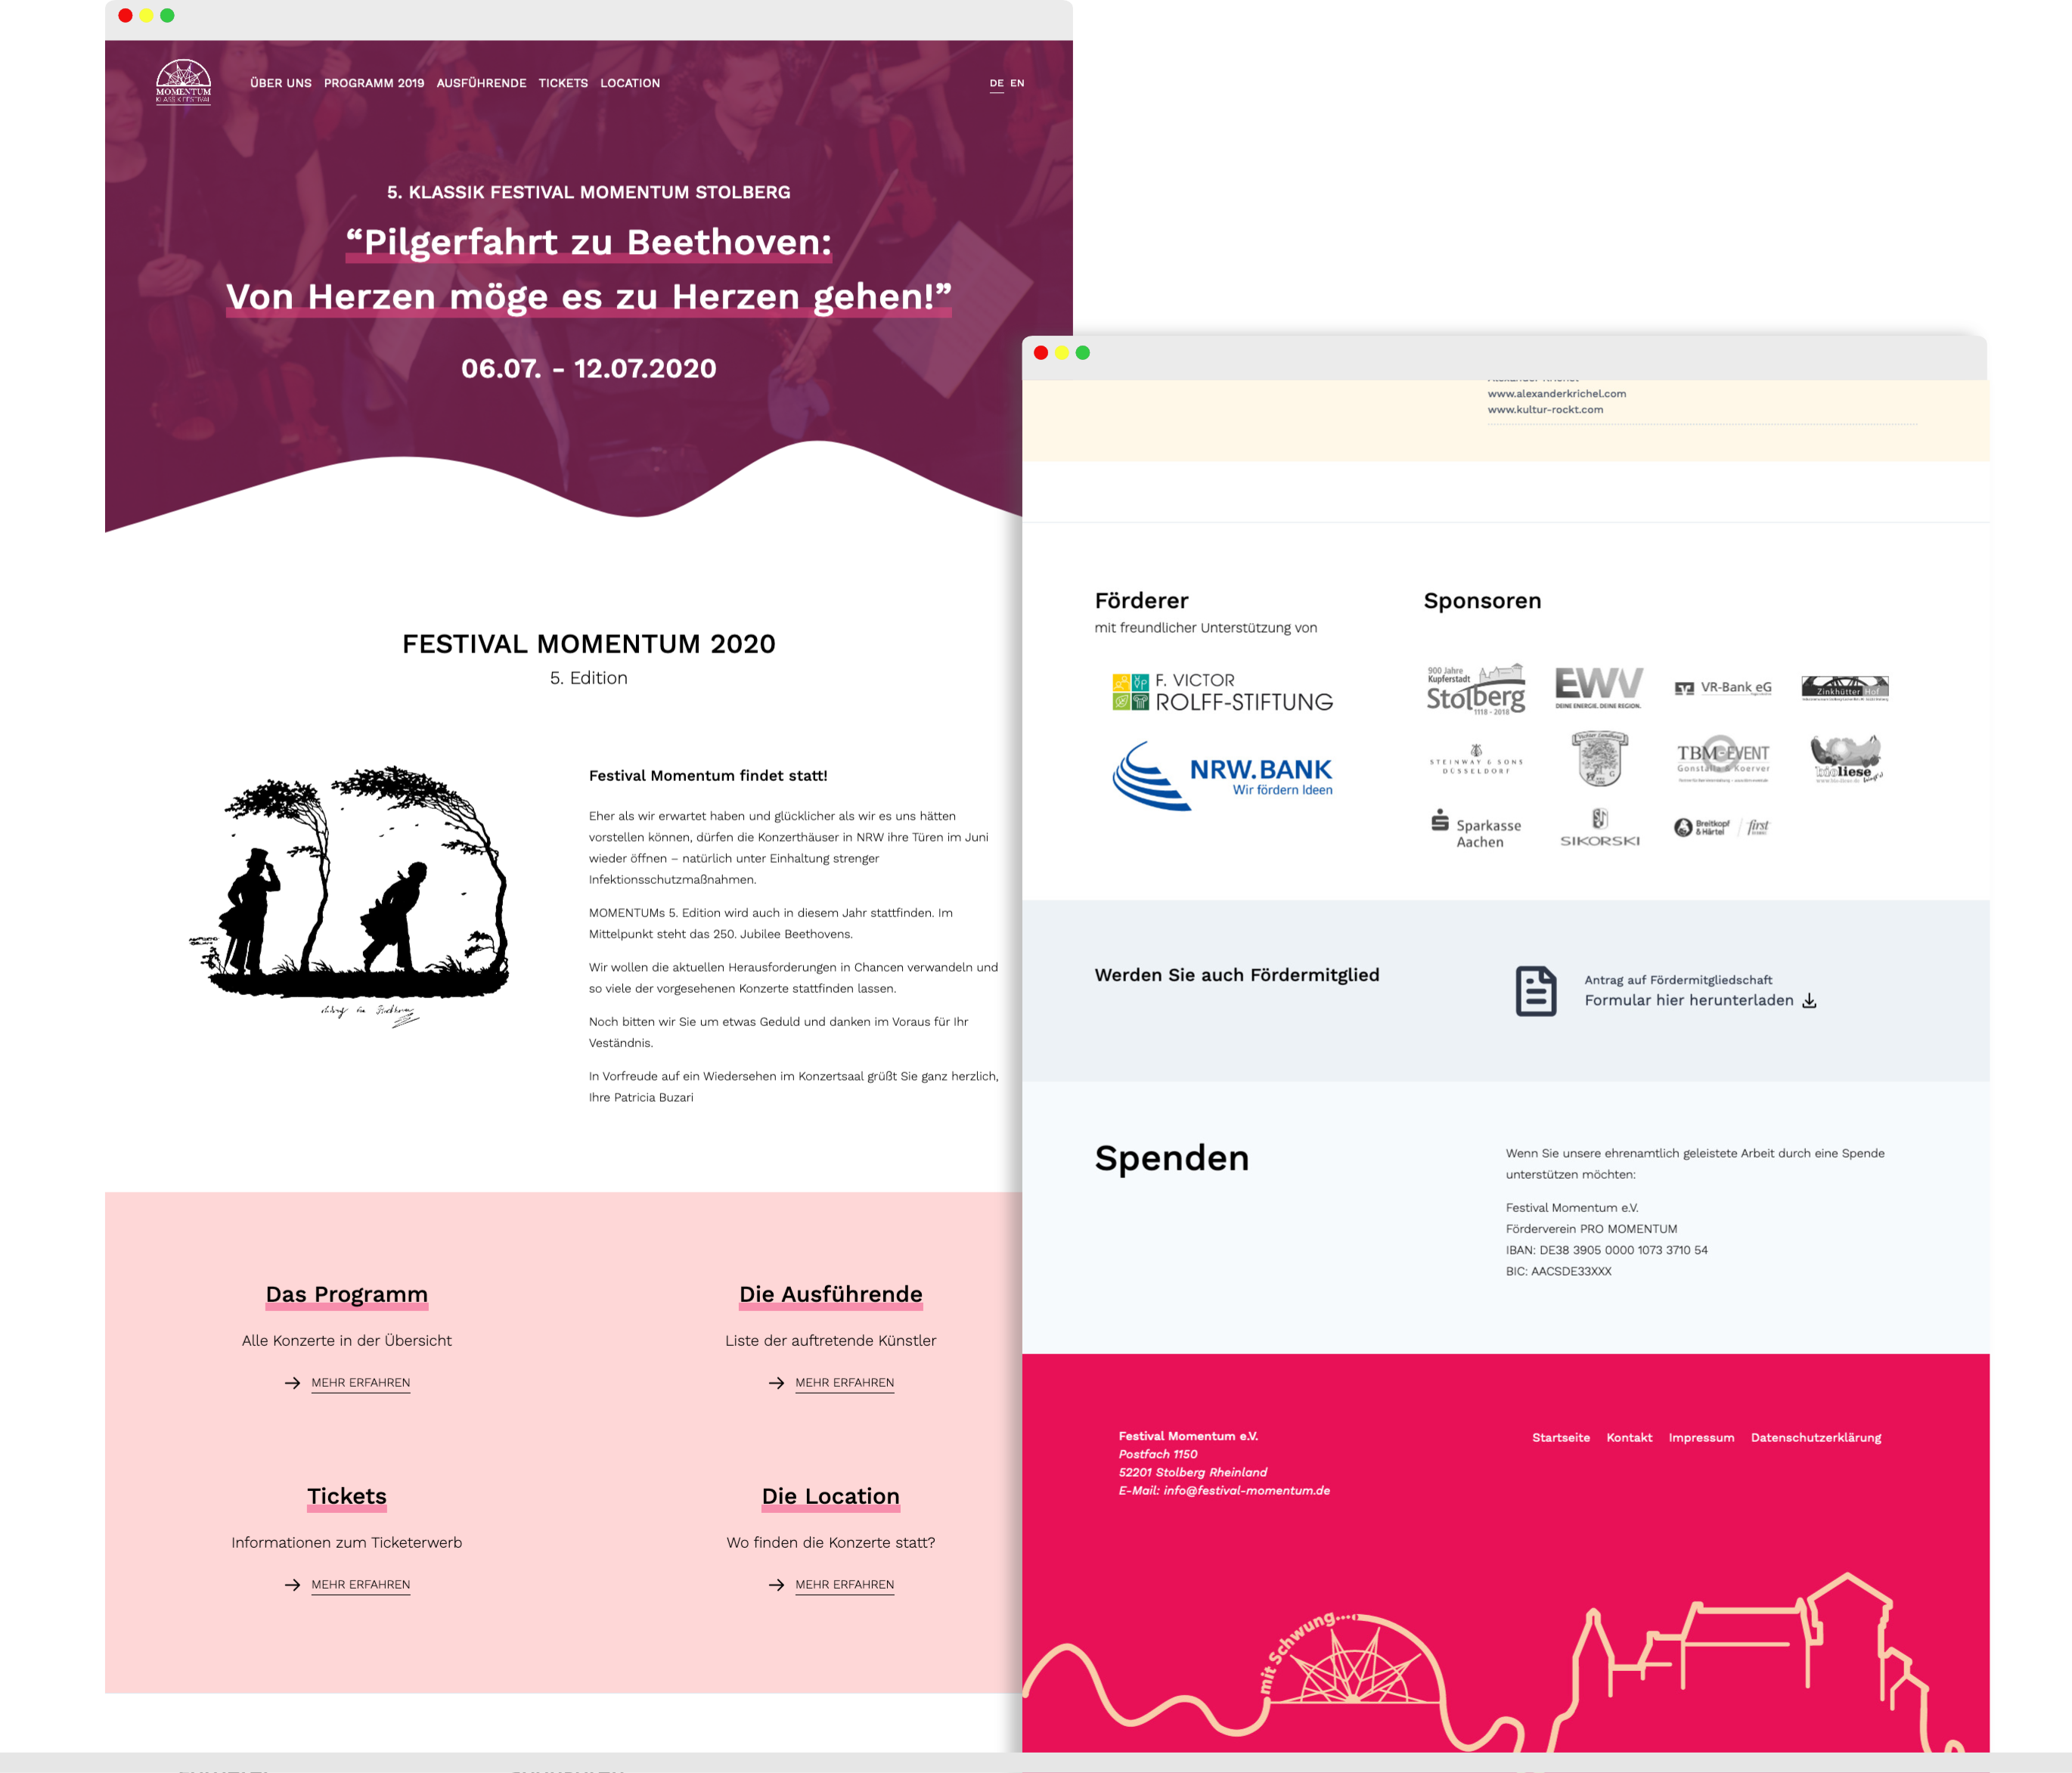 MOMENTUM
KLASSIK FESTIVAL
ÜBER UNS PROGRAMM 2019 AUSFÜHRENDE TICKETS LOCATION
DE EN
5. KLASSIK FESTIVAL MOMENTUM STOLBERG
“Pilgerfahrt zu Beethoven:
Von Herzen möge es zu Herzen gehen!”
06.07. - 12.07.2020
FESTIVAL MOMENTUM 2020
5. Edition
Festival Momentum findet statt!
Eher als wir erwartet haben und glücklicher als wir es uns hätten
vorstellen können, dürfen die Konzerthäuser in NRW ihre Türen im Juni
wieder öffnen – natürlich unter Einhaltung strenger
Infektionsschutzmaßnahmen.
MOMENTUMs 5. Edition wird auch in diesem Jahr stattfinden. Im
Mittelpunkt steht das 250. Jubilee Beethovens.
Wir wollen die aktuellen Herausforderungen in Chancen verwandeln und
so viele der vorgesehenen Konzerte stattfinden lassen.
Noch bitten wir Sie um etwas Geduld und danken im Voraus für Ihr
Veständnis.
In Vorfreude auf ein Wiedersehen im Konzertsaal grüßt Sie ganz herzlich,
Ihre Patricia Buzari
Das Programm
Alle Konzerte in der Übersicht
MEHR ERFAHREN
Die Ausführende
Liste der auftretende Künstler
MEHR ERFAHREN
Tickets
Informationen zum Ticketerwerb
MEHR ERFAHREN
Die Location
Wo finden die Konzerte statt?
MEHR ERFAHREN
www.alexanderkrichel.com
www.kultur-rockt.com
Förderer
mit freundlicher Unterstützung von
F. VICTOR
ROLFF-STIFTUNG
NRW.BANK
Wir fördern Ideen
Sponsoren
900 Jahre
Kupferstadt
Stolberg
1118 - 2018
EWV
DEINE ENERGIE. DEINE REGION.
VR-Bank eG
Zinkhütter Hof
STEINWAY & SONS
DÜSSELDORF
TBM-EVENT
Gonstalla & Koerver
bioliese
Sparkasse
Aachen
SIKORSKI
Breitkopf
& Härtel
first
Werden Sie auch Fördermitglied
Antrag auf Fördermitgliedschaft
Formular hier herunterladen
Spenden
Wenn Sie unsere ehrenamtlich geleistete Arbeit durch eine Spende
unterstützen möchten:
Festival Momentum e.V.
Förderverein PRO MOMENTUM
IBAN: DE38 3905 0000 1073 3710 54
BIC: AACSDE33XXX
Festival Momentum e.V.
Postfach 1150
52201 Stolberg Rheinland
E-Mail: info@festival-momentum.de
Startseite Kontakt Impressum Datenschutzerklärung
mit Schwung....